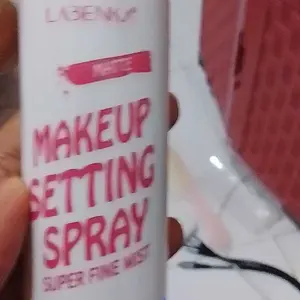 MATTE
MAKEUP
SETTING
SPRAY
SUPER FINE MIST